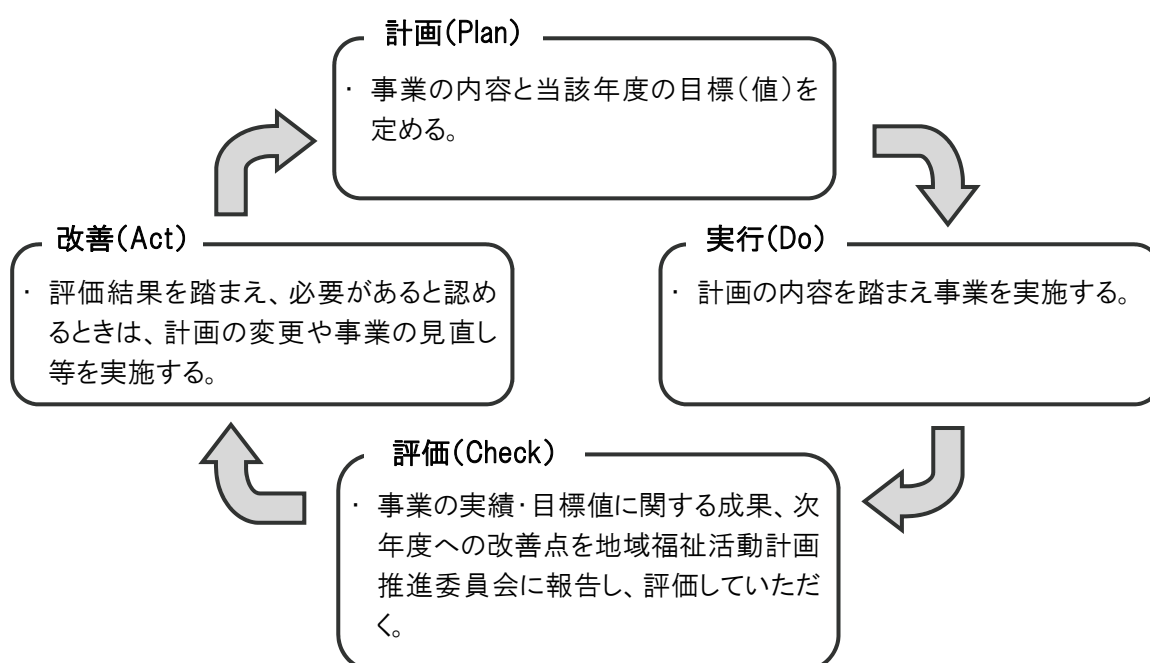 計画(Plan)
・ 事業の内容と当該年度の目標(値)を
定める。
改善(Act)
・ 評価結果を踏まえ、必要があると認め
るときは、計画の変更や事業の見直し
等を実施する。
実行(Do)
・ 計画の内容を踏まえ事業を実施する。
評価(Check)
・ 事業の実績・目標値に関する成果、次
年度への改善点を地域福祉活動計画
推進委員会に報告し、評価していただ
く。